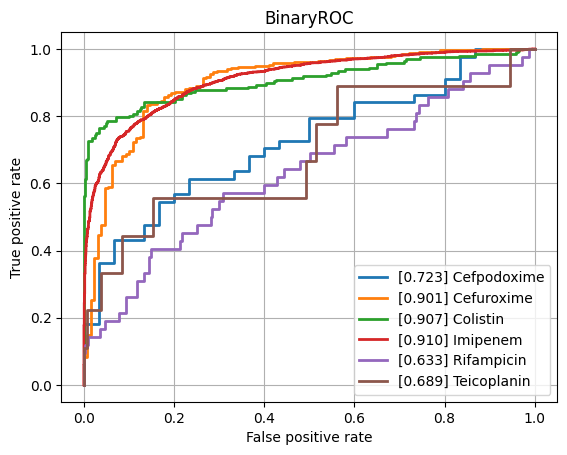 BinaryROC
True positive rate
1.0
0.8
0.6
0.4
0.2
0.0
[0.723] Cefpodoxime
[0.901] Cefuroxime
[0.907] Colistin
[0.910] Imipenem
[0.633] Rifampicin
[0.689] Teicoplanin
0.0 0.2 0.4 0.6 0.8 1.0
False positive rate